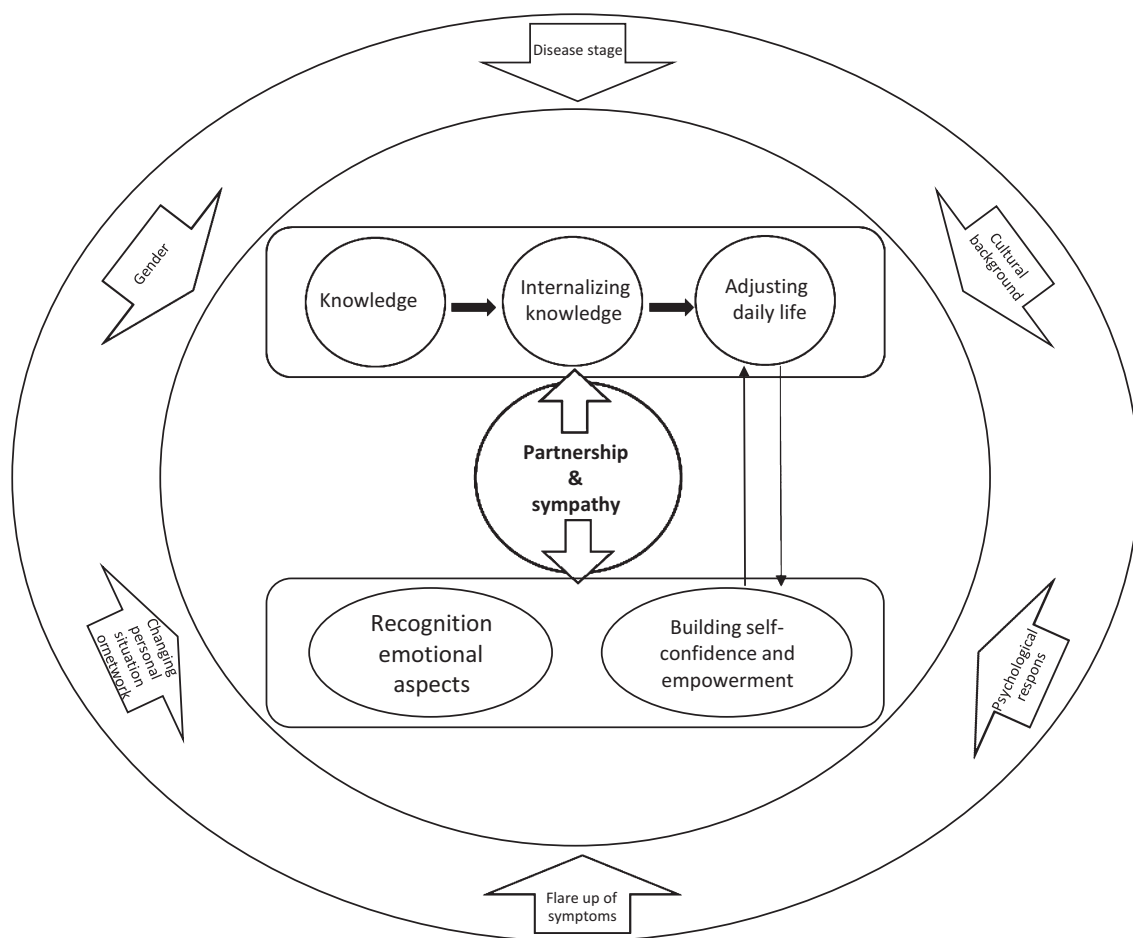 Disease stage
Gender
Cultural
background
Knowledge
Internalizing
knowledge
Adjusting
daily life
Partnership
&
sympathy
Recognition
emotional
aspects
Building self-
confidence and
empowerment
Changing
personal
situation
ornetwork
Psychological
respons
Flare up of
symptoms